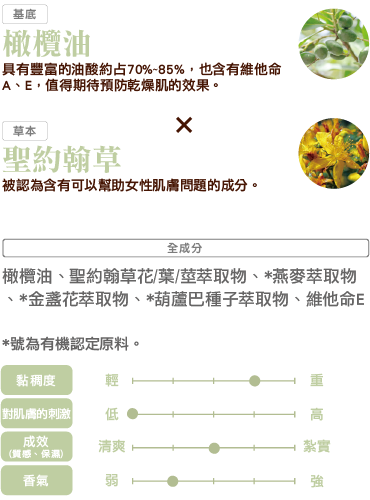 基底
橄欖油
具有豐富的油酸約占70%~85%，也含有維他命
A、E，值得期待預防乾燥肌的效果。
×
草本
聖約翰草
被認為含有可以幫助女性肌膚問題的成分。
全成分
橄欖油、聖約翰草花/葉/莖萃取物、*燕麥萃取物
、*金盞花萃取物、*葫蘆巴種子萃取物、維他命E
*號為有機認定原料。
黏稠度 輕 重
對肌膚的刺激 低 高
成效 清爽 紮實
(質感、保濕)
香氣 弱 強